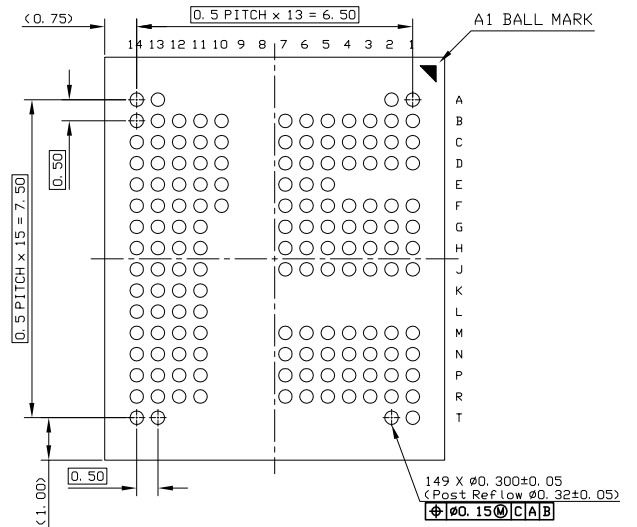 (0.75)
0.5 PITCH x 13 = 6.50
A1 BALL MARK
14 13 12 11 10 9 8 7 6 5 4 3 2 1
A
B
C
D
E
F
G
H
J
K
L
M
N
P
R
T
0.50
0.5 PITCH x 15 = 7.50
0.50
(1.00)
149 X ø0.300±0.05
(Post Reflow ø0.32±0.05)
⌖ ø0.15Ⓜ C A B